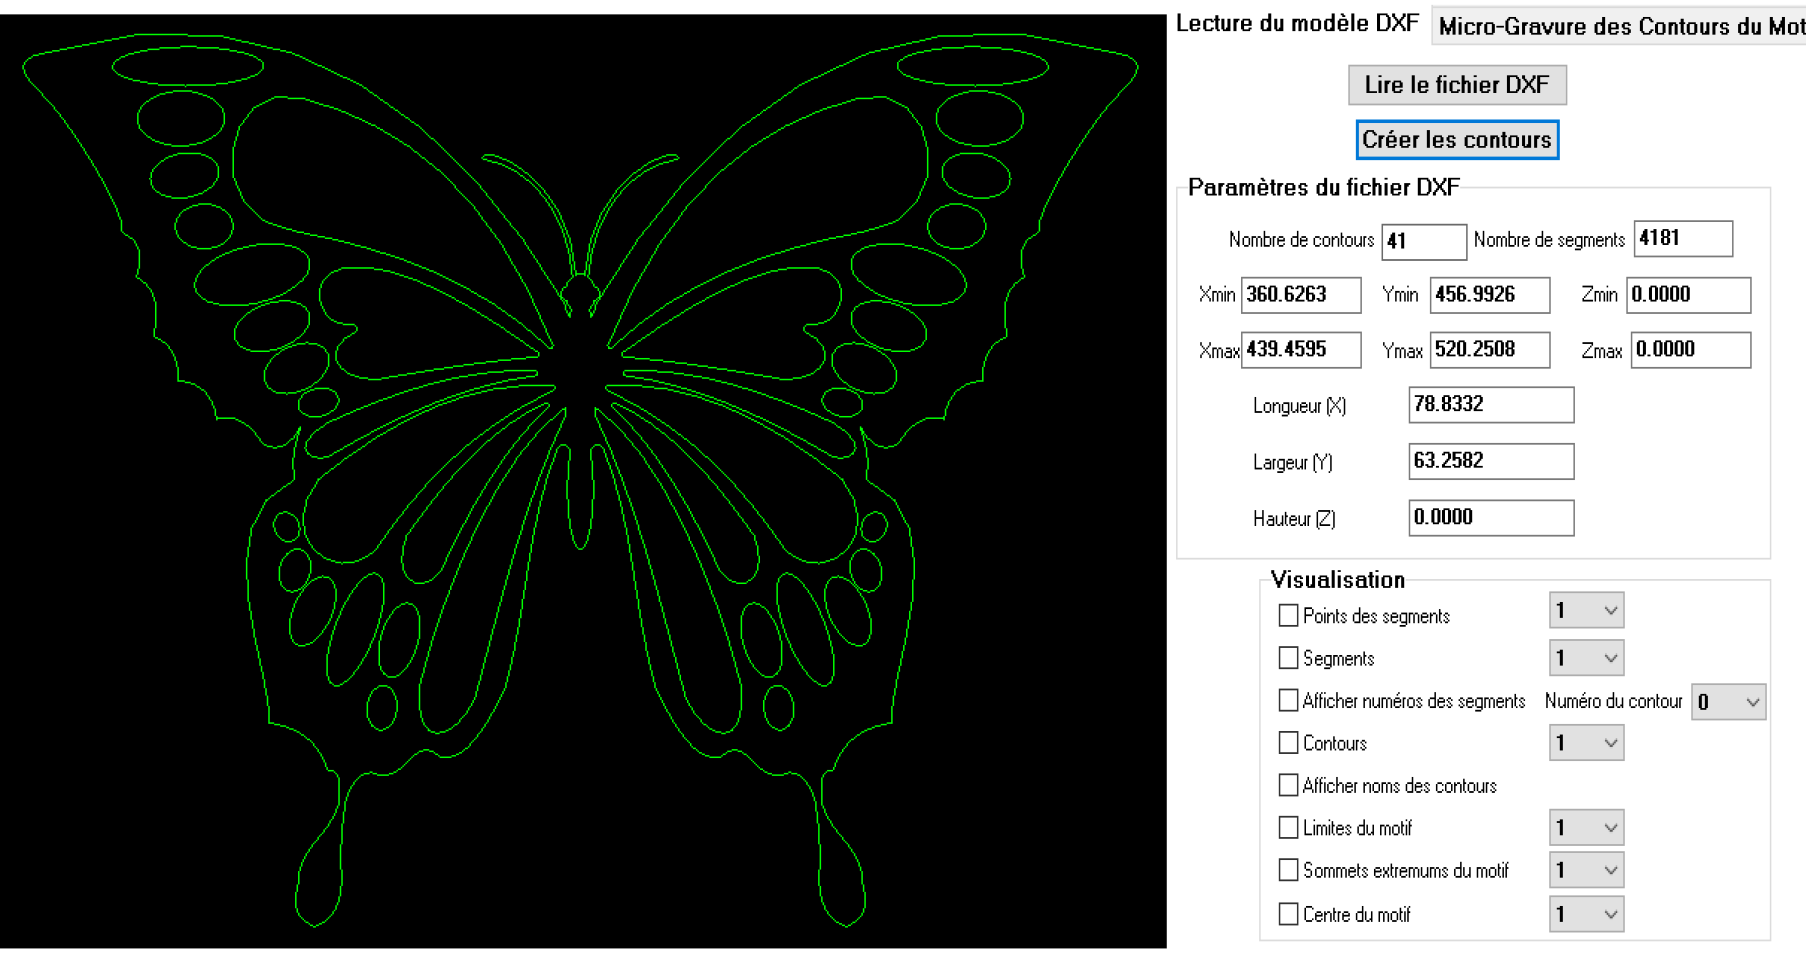 Lecture du modèle DXF Micro-Gravure des Contours du Mot
Lire le fichier DXF
Créer les contours
Paramètres du fichier DXF
Nombre de contours 41 Nombre de segments 4181
Xmin 360.6263 Ymin 456.9926 Zmin 0.0000
Xmax 439.4595 Ymax 520.2508 Zmax 0.0000
Longueur (X) 78.8332
Largeur (Y) 63.2582
Hauteur (Z) 0.0000
Visualisation
Points des segments 1
Segments 1
Afficher numéros des segments Numéro du contour 0
Contours 1
Afficher noms des contours
Limites du motif 1
Sommets extremums du motif 1
Centre du motif 1